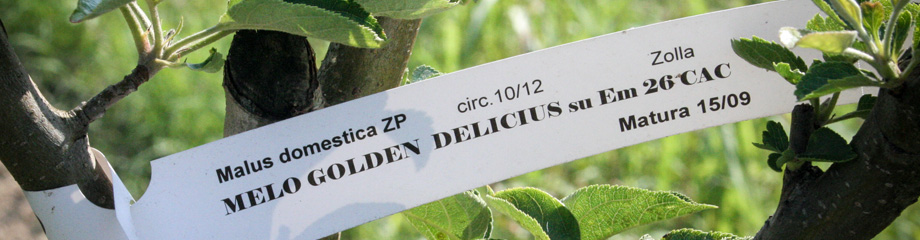 Malus domestica ZP circ. 10/12 Zolla
MELO GOLDEN DELICIUS su Em 26 CAC
Matura 15/09